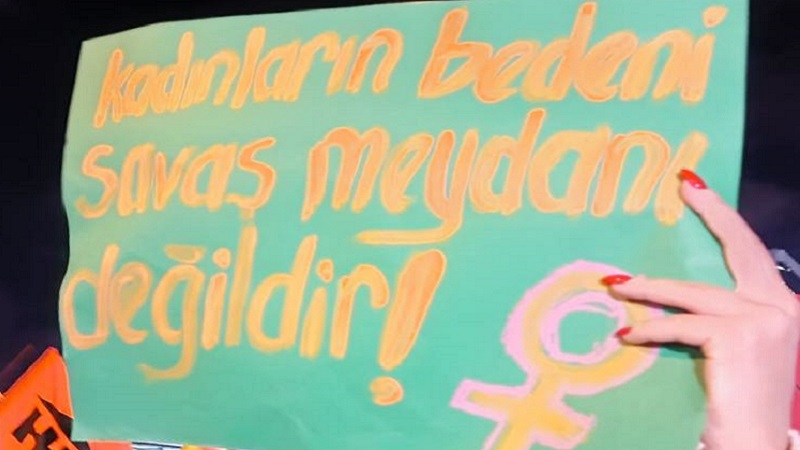 kadınların bedeni
savaş meydanı
değildir!